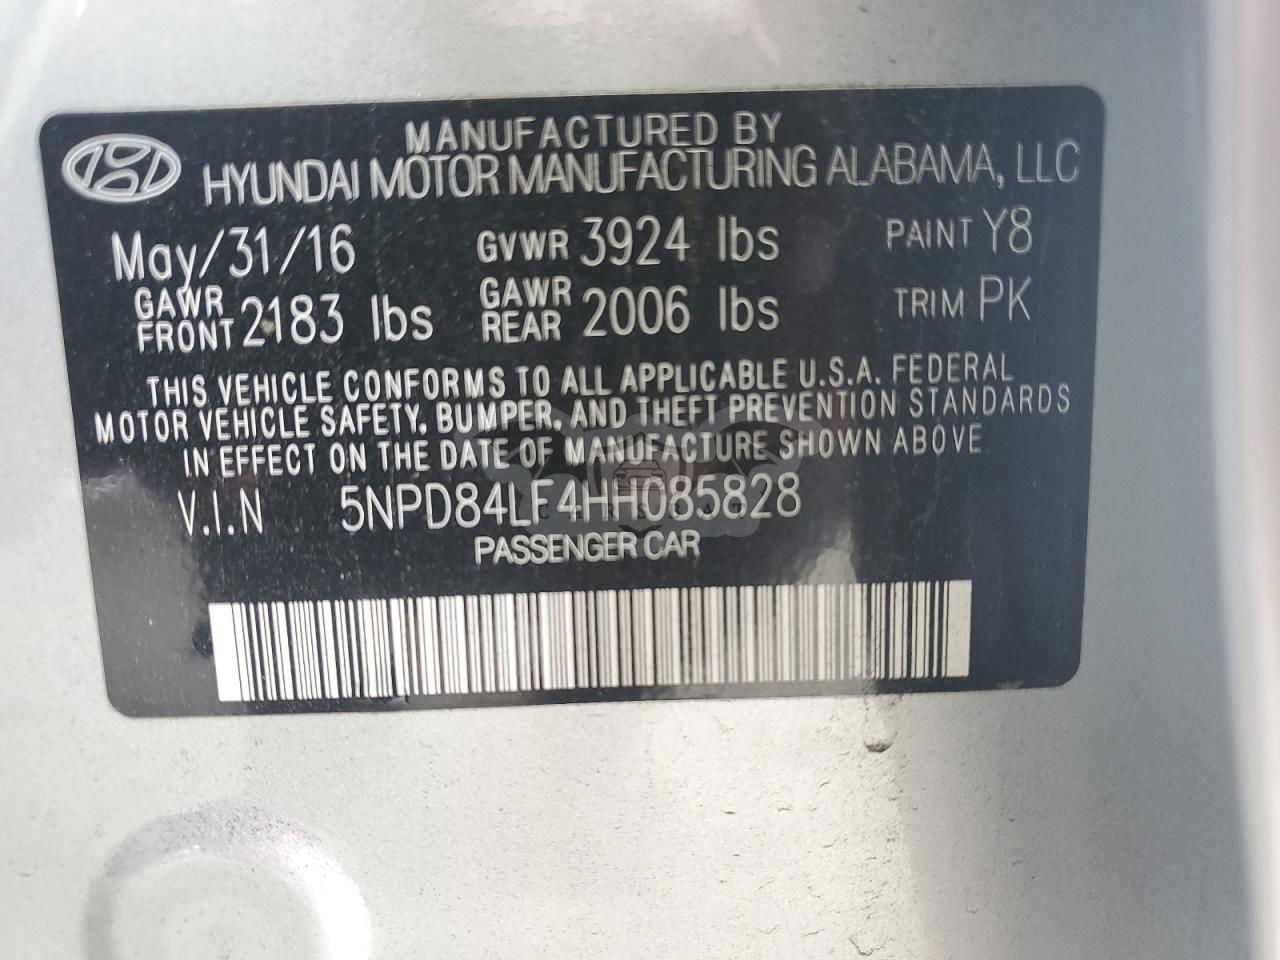 MANUFACTURED BY
HYUNDAI MOTOR MANUFACTURING ALABAMA, LLC
May/31/16 GVWR 3924 lbs PAINT Y8
GAWR FRONT 2183 lbs GAWR REAR 2006 lbs TRIM PK
THIS VEHICLE CONFORMS TO ALL APPLICABLE U.S.A. FEDERAL
MOTOR VEHICLE SAFETY, BUMPER, AND THEFT PREVENTION STANDARDS
IN EFFECT ON THE DATE OF MANUFACTURE SHOWN ABOVE
V.I.N 5NPD84LF4HH085828
PASSENGER CAR